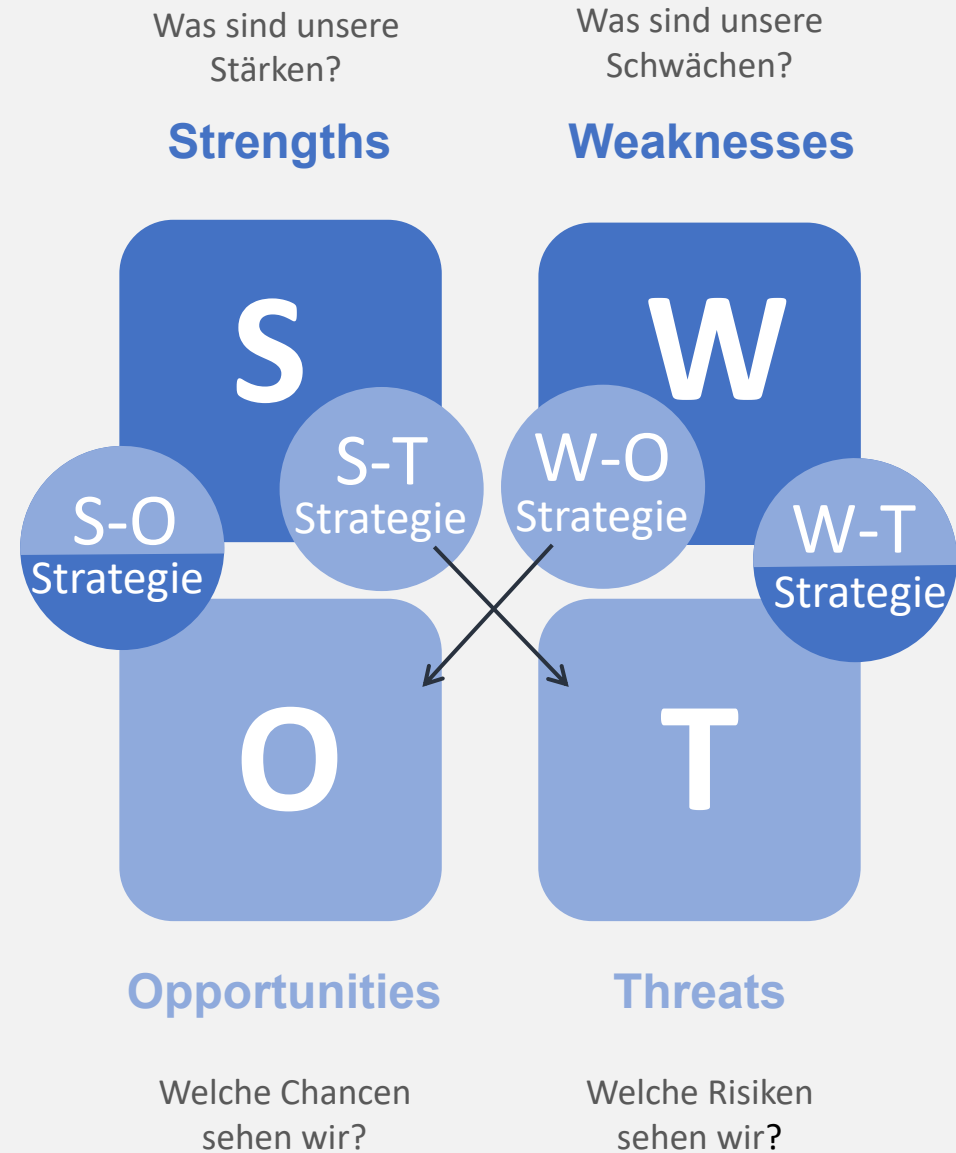 Was sind unsere
Stärken?
Was sind unsere
Schwächen?
Strengths
Weaknesses
S
W
S-T
Strategie
W-O
Strategie
S-O
Strategie
W-T
Strategie
O
T
Opportunities
Threats
Welche Chancen
sehen wir?
Welche Risiken
sehen wir?